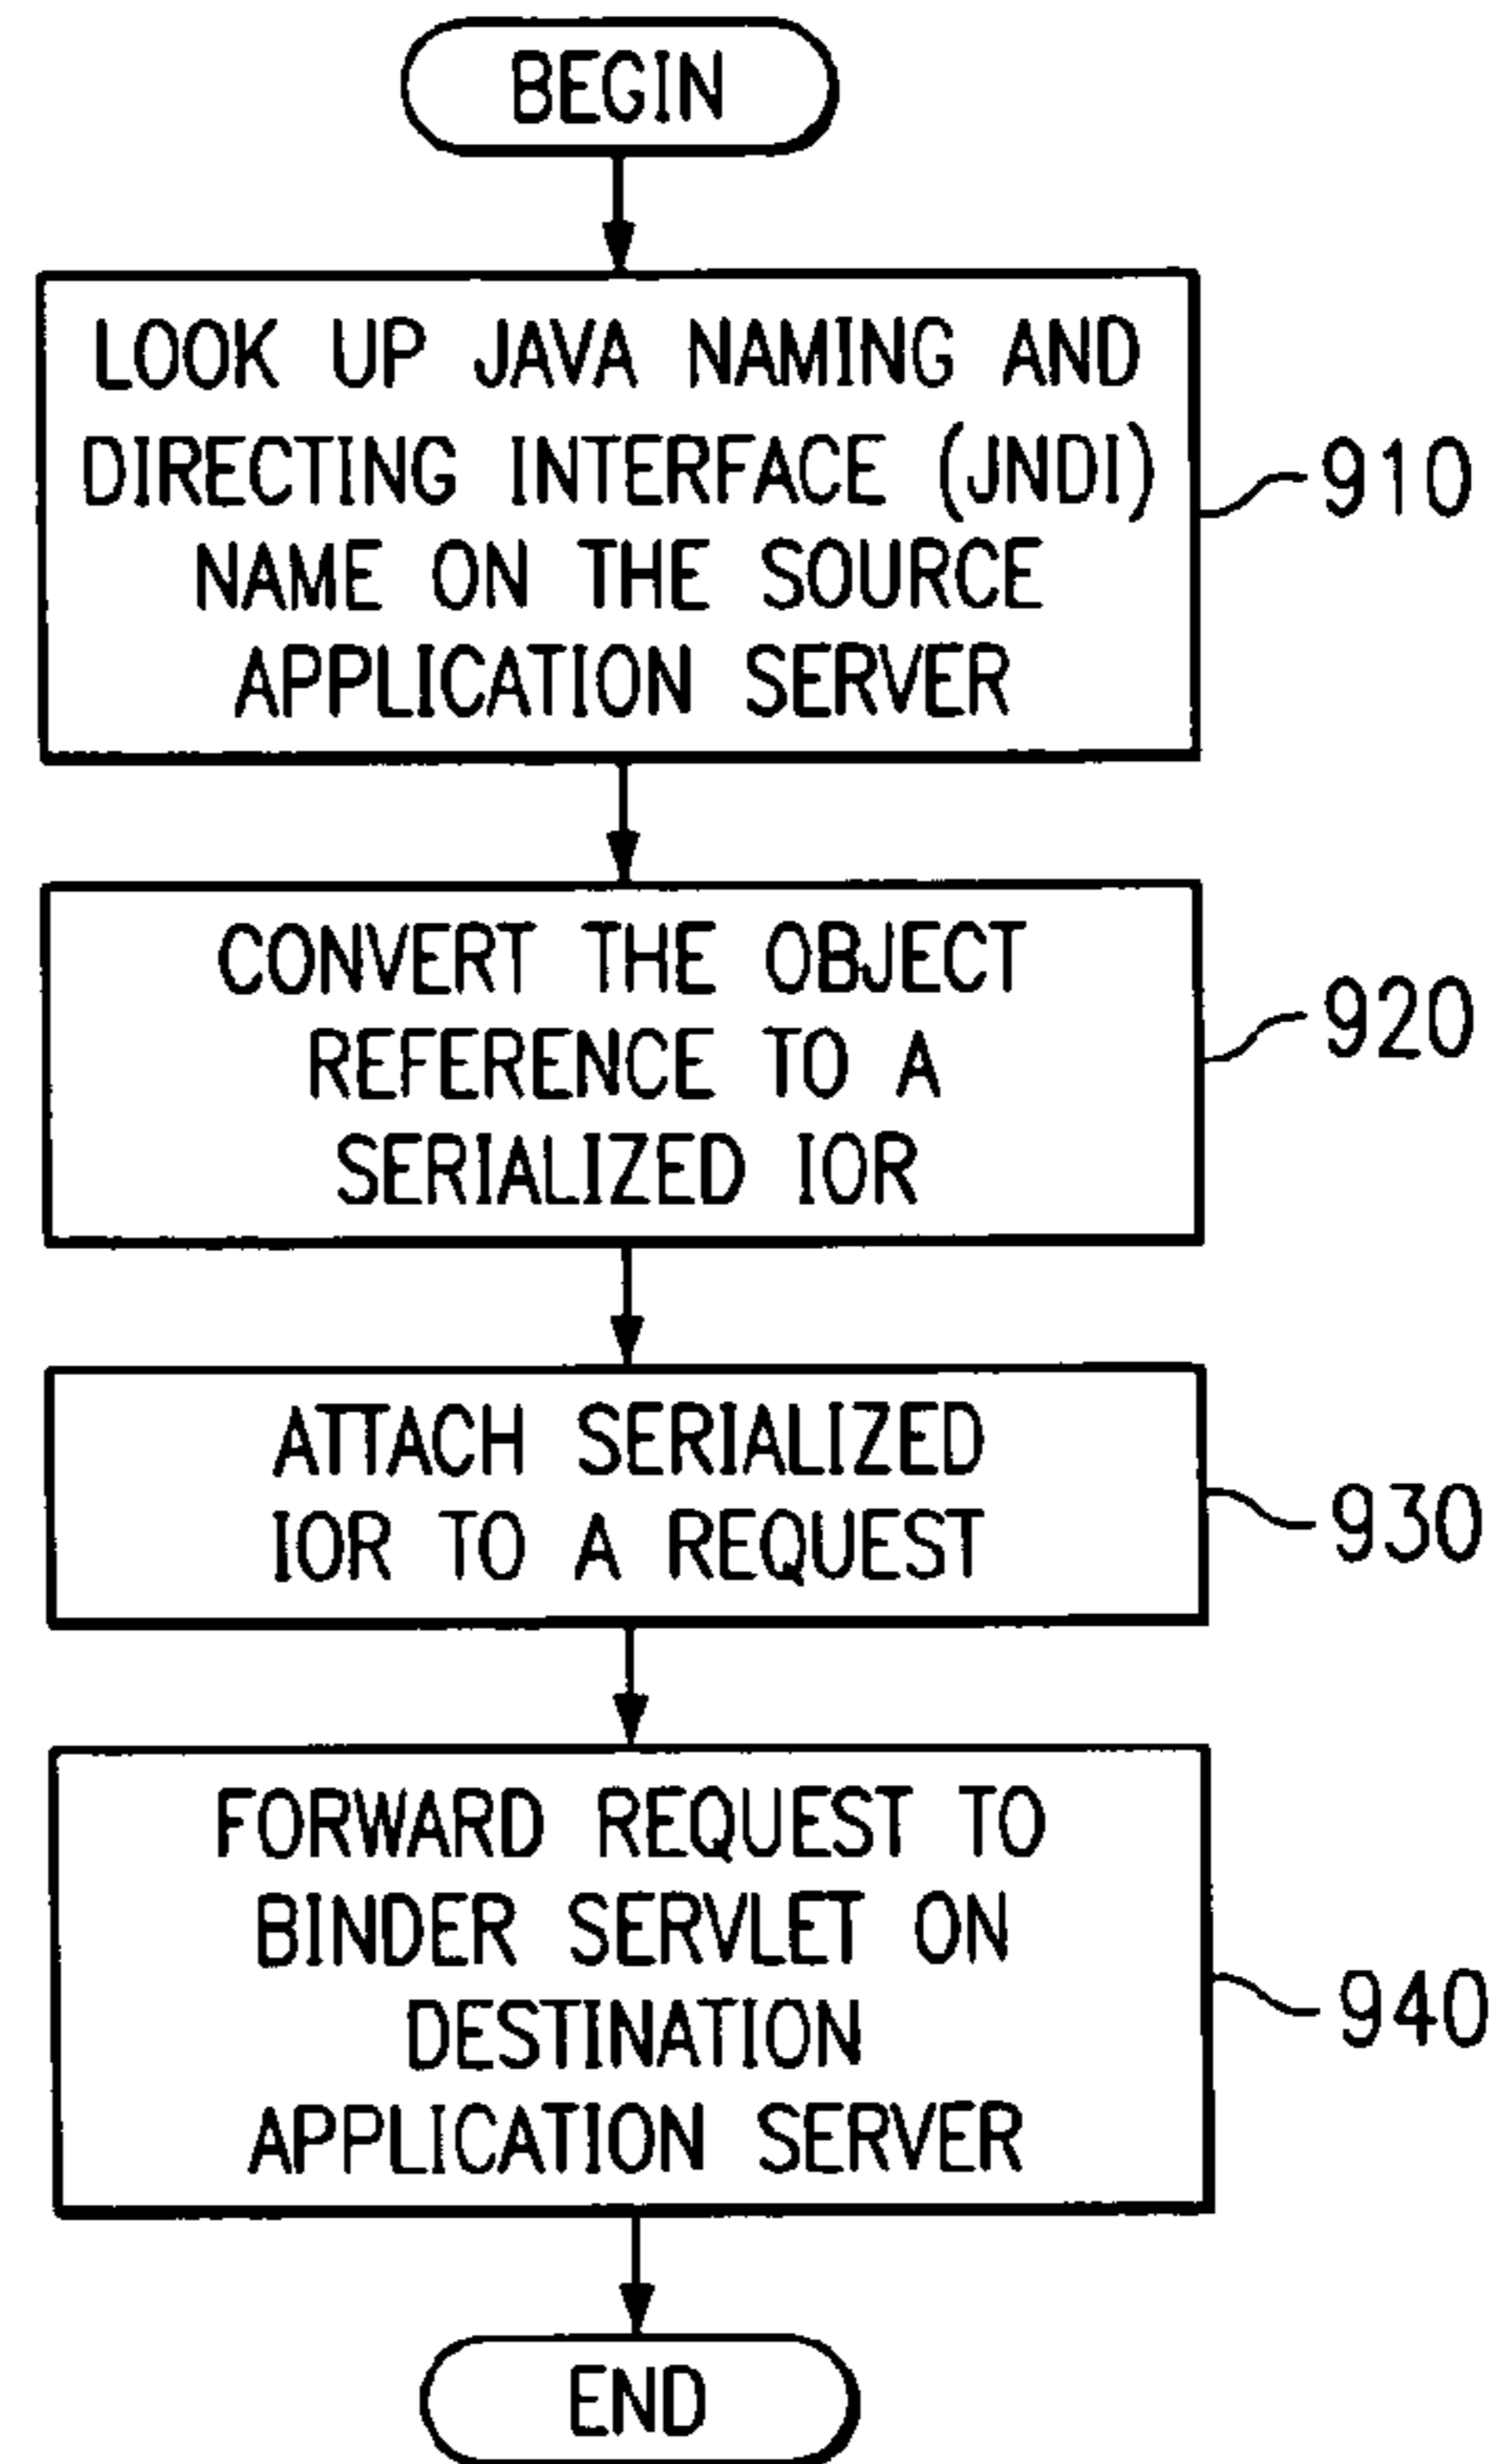 BEGIN
LOOK UP JAVA NAMING AND
DIRECTING INTERFACE (JNDI)
NAME ON THE SOURCE
APPLICATION SERVER
910
CONVERT THE OBJECT
REFERENCE TO A
SERIALIZED IOR
920
ATTACH SERIALIZED
IOR TO A REQUEST
930
FORWARD REQUEST TO
BINDER SERVLET ON
DESTINATION
APPLICATION SERVER
940
END